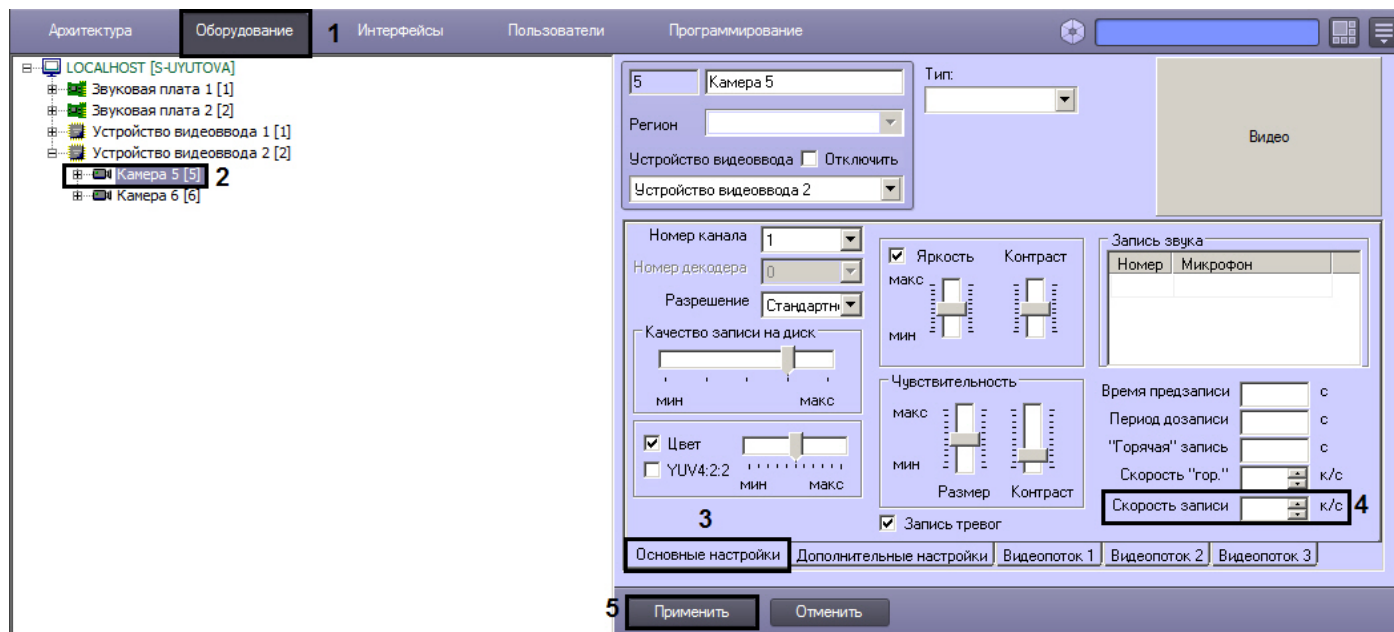 Архитектура Оборудование 1 Интерфейсы Пользователи Программирование
LOCALHOST [S-UYUTOVA]
Звуковая плата 1 [1]
Звуковая плата 2 [2]
Устройство видеоввода 1 [1]
Устройство видеоввода 2 [2]
Камера 5 [5] 2
Камера 6 [6]
5 Камера 5
Регион
Устройство видеоввода Отключить
Устройство видеоввода 2
Тип:
Видео
Номер канала 1
Номер декодера 0
Разрешение Стандартн
Качество записи на диск
мин макс
Цвет
YUV4:2:2
мин макс
3
Яркость Контраст
макс
мин
Чувствительность
макс
мин
Размер Контраст
Запись тревог
Запись звука
Номер Микрофон
Время предзаписи с
Период дозаписи с
"Горячая" запись с
Скорость "гор." к/с
Скорость записи к/с 4
Основные настройки Дополнительные настройки Видеопоток 1 Видеопоток 2 Видеопоток 3
5 Применить Отменить